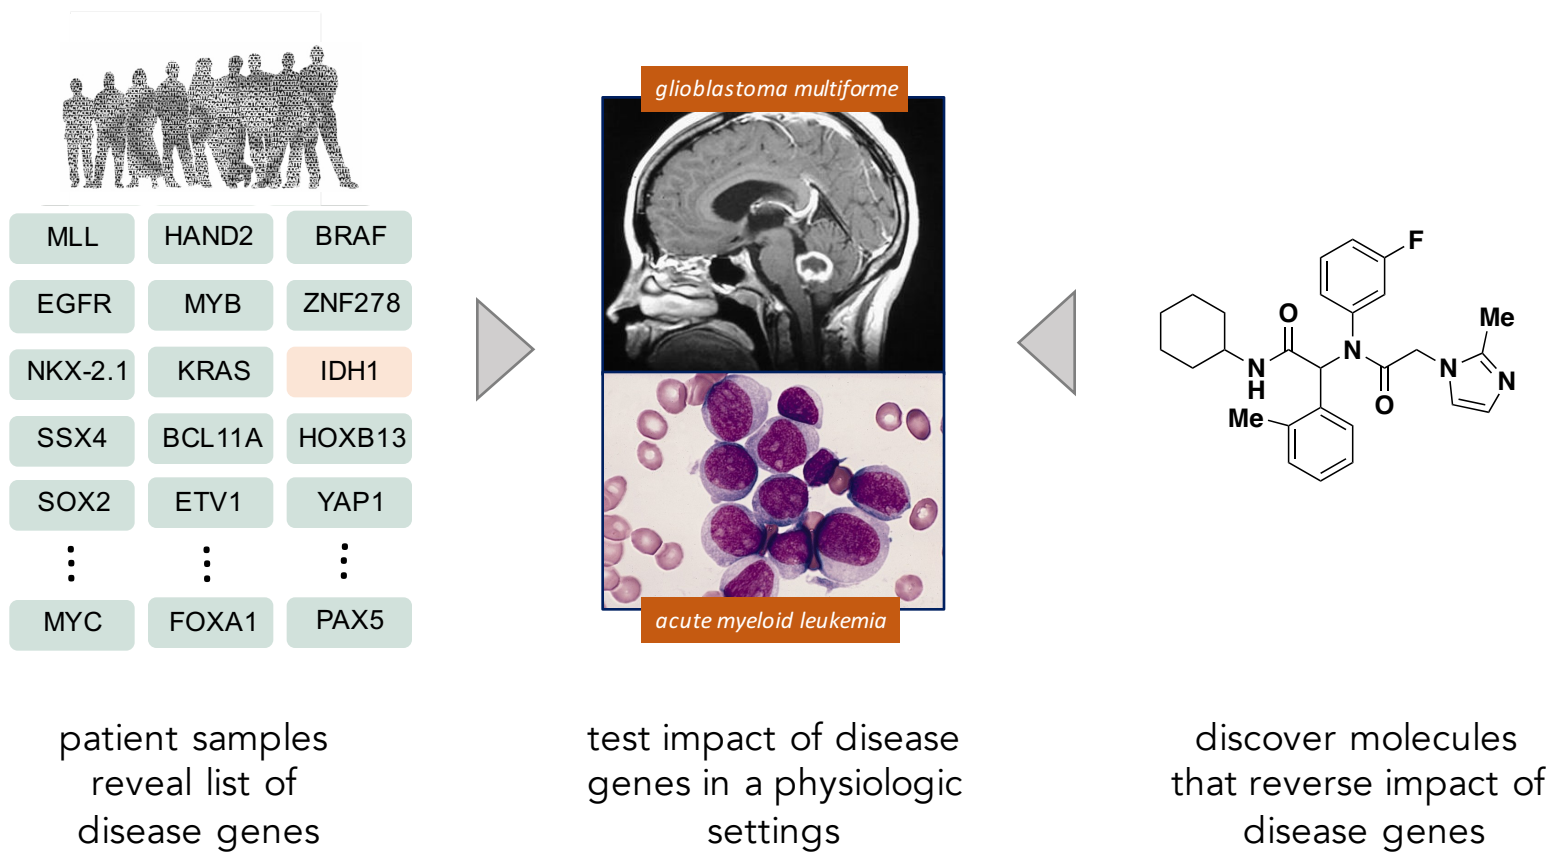 MLL
HAND2
BRAF
EGFR
MYB
ZNF278
NKX-2.1
KRAS
IDH1
SSX4
BCL11A
HOXB13
SOX2
ETV1
YAP1
MYC
FOXA1
PAX5
patient samples
reveal list of
disease genes
glioblastoma multiforme
acute myeloid leukemia
test impact of disease
genes in a physiologic
settings
F
O
Me
N
N
N
N
H
O
Me
discover molecules
that reverse impact of
disease genes